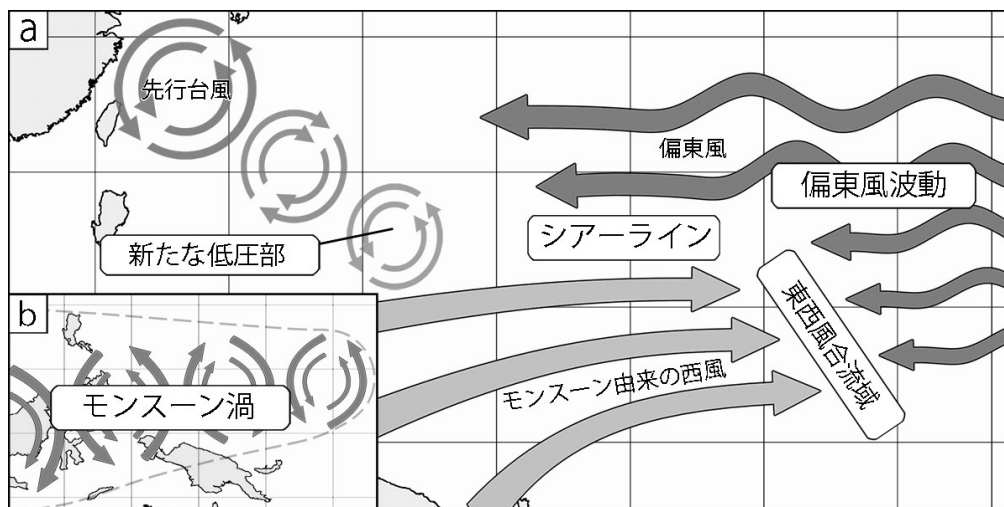 a
先行台風
偏東風
偏東風波動
シアーライン
新たな低圧部
東西風合流域
モンスーン由来の西風
b
モンスーン渦